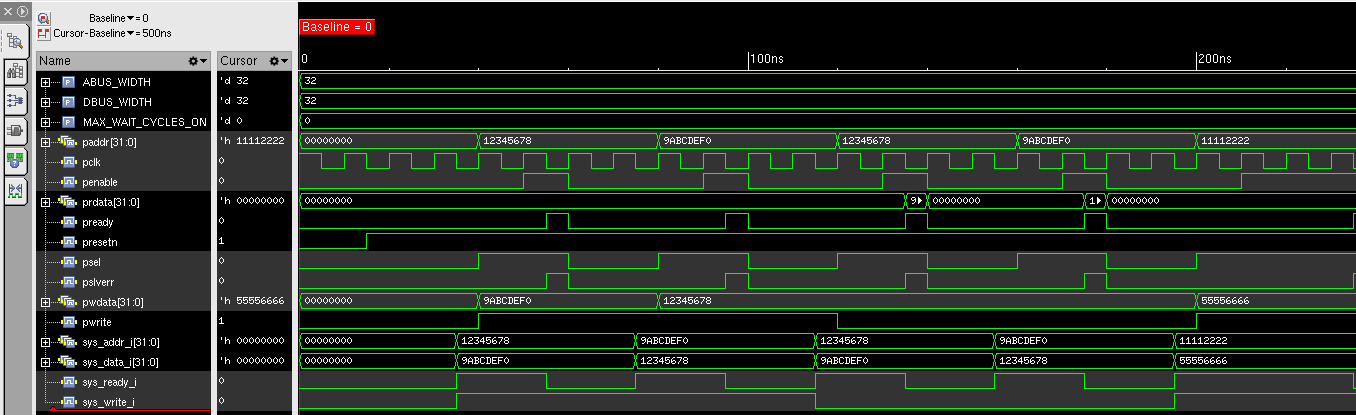 Baseline▼= 0
Cursor-Baseline▼= 500ns
Baseline = 0
Name Cursor 0 100ns 200ns
ABUS_WIDTH 'd 32 32
DBUS_WIDTH 'd 32 32
MAX_WAIT_CYCLES_ON 'd 0 0
paddr[31:0] 'h 11112222 00000000 12345678 9ABCDEF0 12345678 9ABCDEF0 11112222
pclk 0
penable 0
prdata[31:0] 'h 00000000 00000000 9 00000000 1 00000000
pready 0
presetn 1
psel 0
pslverr 0
pwdata[31:0] 'h 55556666 00000000 9ABCDEF0 12345678 55556666
pwrite 1
sys_addr_i[31:0] 'h 00000000 00000000 12345678 9ABCDEF0 12345678 9ABCDEF0 11112222
sys_data_i[31:0] 'h 00000000 00000000 9ABCDEF0 12345678 9ABCDEF0 12345678 55556666
sys_ready_i 0
sys_write_i 0